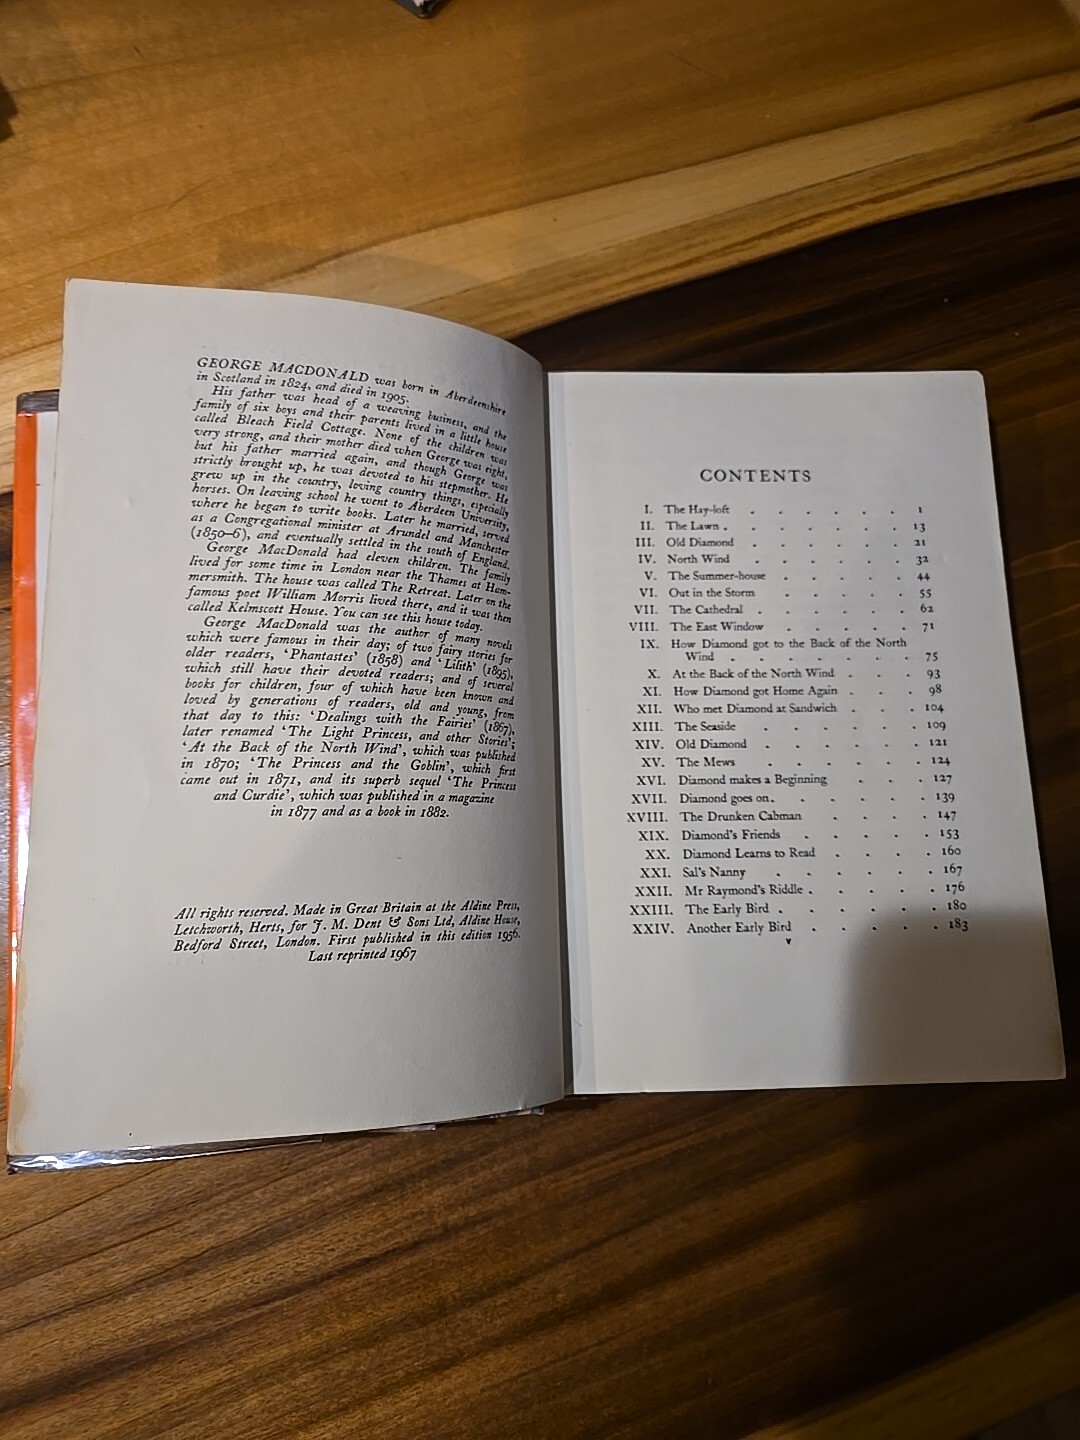 GEORGE MACDONALD was born in Aberdeenshire
in Scotland in 1824, and died in 1905.
His father was head of a weaving business, and the
family of six boys and their parents lived in a little house
called Bleach Field Cottage. None of the children was
very strong, and their mother died when George was eight,
but his father married again, and though George was
strictly brought up, he was devoted to his stepmother. He
grew up in the country, loving country things, especially
horses. On leaving school he went to Aberdeen University,
where he began to write books. Later he married, served
as a Congregational minister at Arundel and Manchester
(1850–6), and eventually settled in the south of England.
George MacDonald had eleven children. The family
lived for some time in London near the Thames at Ham-
mersmith. The house was called The Retreat. Later on the
famous poet William Morris lived there, and it was then
called Kelmscott House. You can see this house today.
George MacDonald was the author of many novels
which were famous in their day; of two fairy stories for
older readers, ‘Phantastes’ (1858) and ‘Lilith’ (1895),
which still have their devoted readers; and of several
books for children, four of which have been known and
loved by generations of readers, old and young, from
that day to this: ‘Dealings with the Fairies’ (1867),
later renamed ‘The Light Princess, and other Stories’;
‘At the Back of the North Wind’, which was published
in 1870; ‘The Princess and the Goblin’, which first
came out in 1871, and its superb sequel ‘The Princess
and Curdie’, which was published in a magazine
in 1877 and as a book in 1882.
All rights reserved. Made in Great Britain at the Aldine Press,
Letchworth, Herts, for J. M. Dent & Sons Ltd, Aldine House,
Bedford Street, London. First published in this edition 1956.
Last reprinted 1967
CONTENTS
I. The Hay-loft . . . . . . 1
II. The Lawn . . . . . . . 13
III. Old Diamond . . . . . . 21
IV. North Wind . . . . . . 32
V. The Summer-house . . . . . 44
VI. Out in the Storm . . . . . 55
VII. The Cathedral . . . . . . 62
VIII. The East Window . . . . . 71
IX. How Diamond got to the Back of the North
Wind . . . . . . . 75
X. At the Back of the North Wind . . . 93
XI. How Diamond got Home Again . . . 98
XII. Who met Diamond at Sandwich . . . 104
XIII. The Seaside . . . . . . 109
XIV. Old Diamond . . . . . . 121
XV. The Mews . . . . . . 124
XVI. Diamond makes a Beginning . . . 127
XVII. Diamond goes on . . . . . 139
XVIII. The Drunken Cabman . . . . 147
XIX. Diamond's Friends . . . . . 153
XX. Diamond Learns to Read . . . . 160
XXI. Sal's Nanny . . . . . . 167
XXII. Mr Raymond's Riddle . . . . . 176
XXIII. The Early Bird . . . . . . 180
XXIV. Another Early Bird . . . . . 183
v